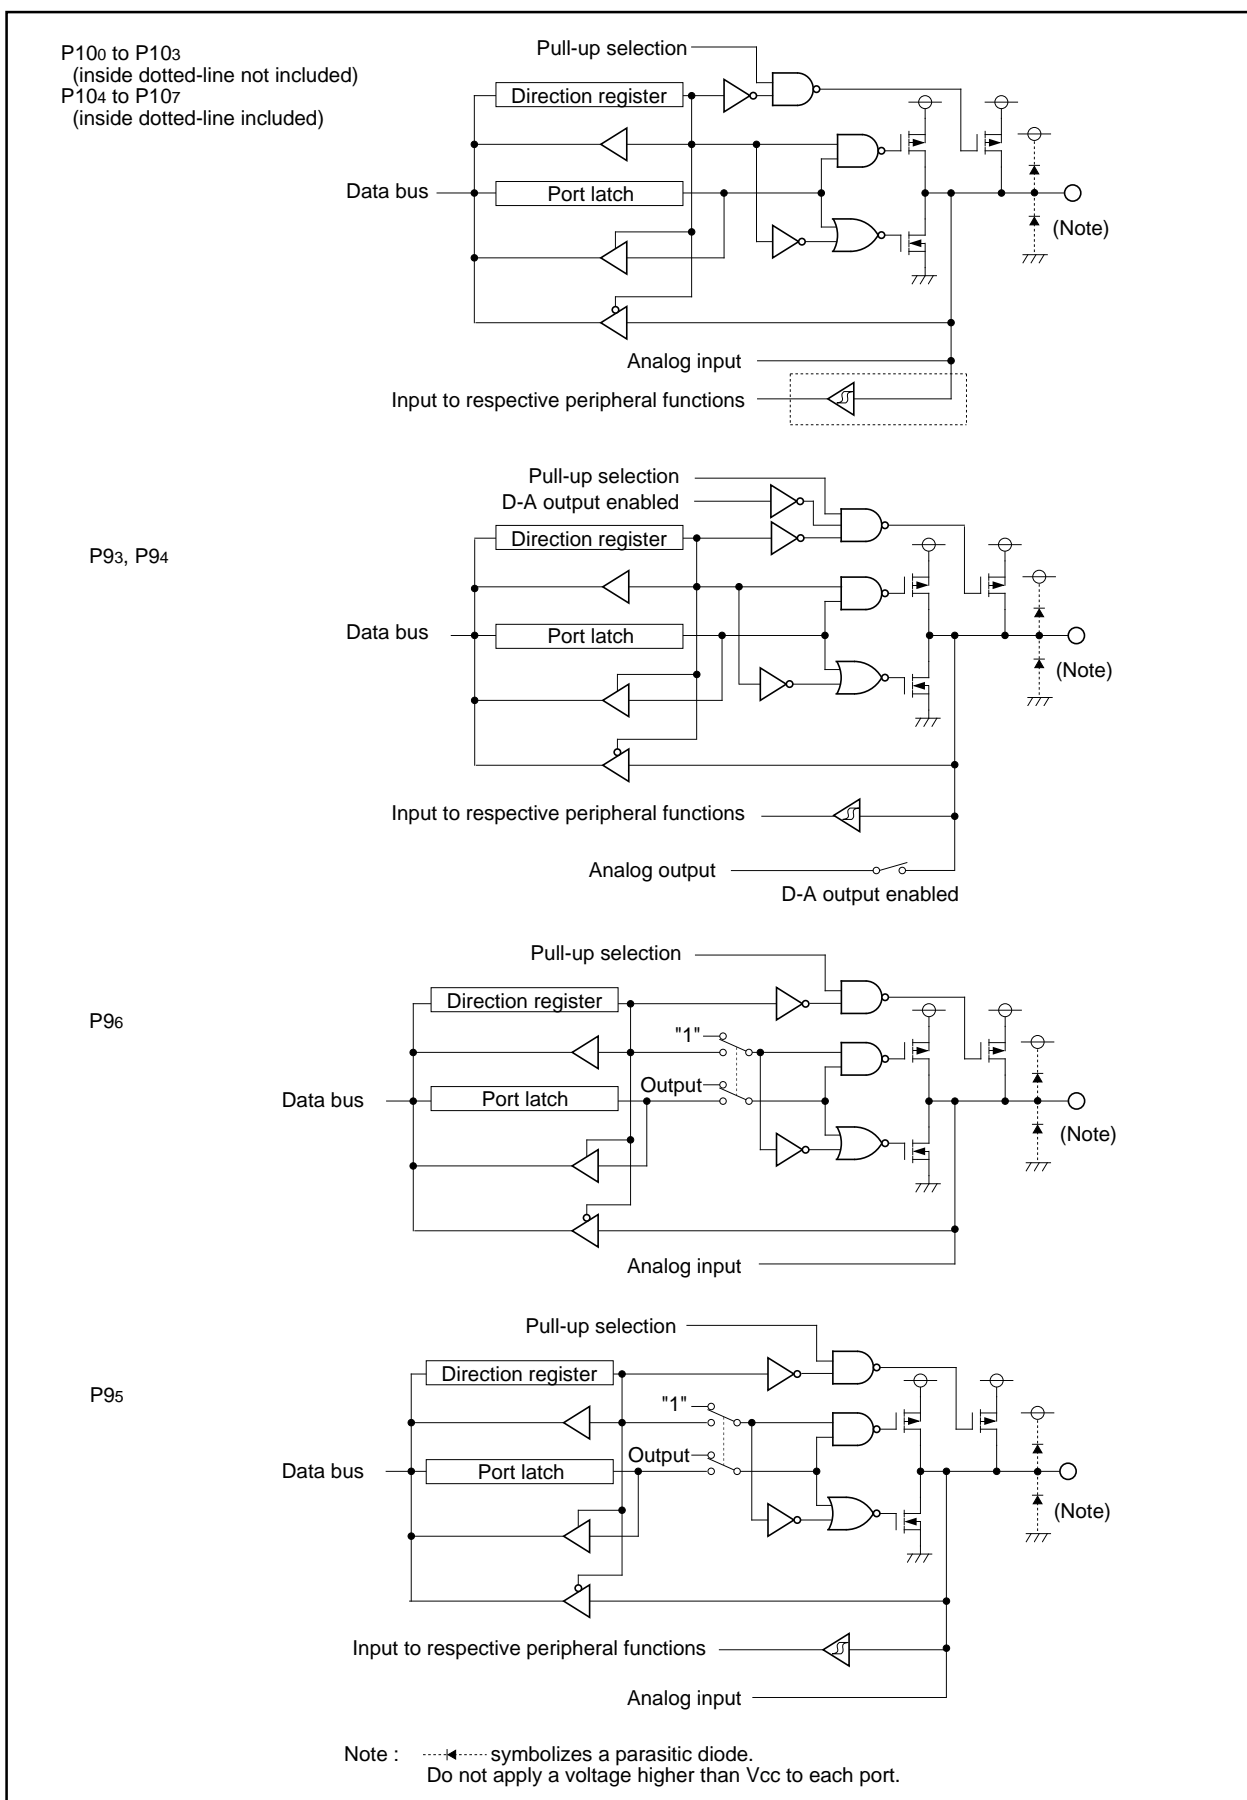 P100 to P103
(inside dotted-line not included)
P104 to P107
(inside dotted-line included)
Pull-up selection
Direction register
Data bus
Port latch
(Note)
Analog input
Input to respective peripheral functions
P93, P94
Pull-up selection
D-A output enabled
Direction register
Data bus
Port latch
(Note)
Input to respective peripheral functions
Analog output
D-A output enabled
P96
Pull-up selection
Direction register
"1"
Output
Data bus
Port latch
(Note)
Analog input
P95
Pull-up selection
Direction register
"1"
Output
Data bus
Port latch
(Note)
Input to respective peripheral functions
Analog input
Note : symbolizes a parasitic diode.
Do not apply a voltage higher than Vcc to each port.